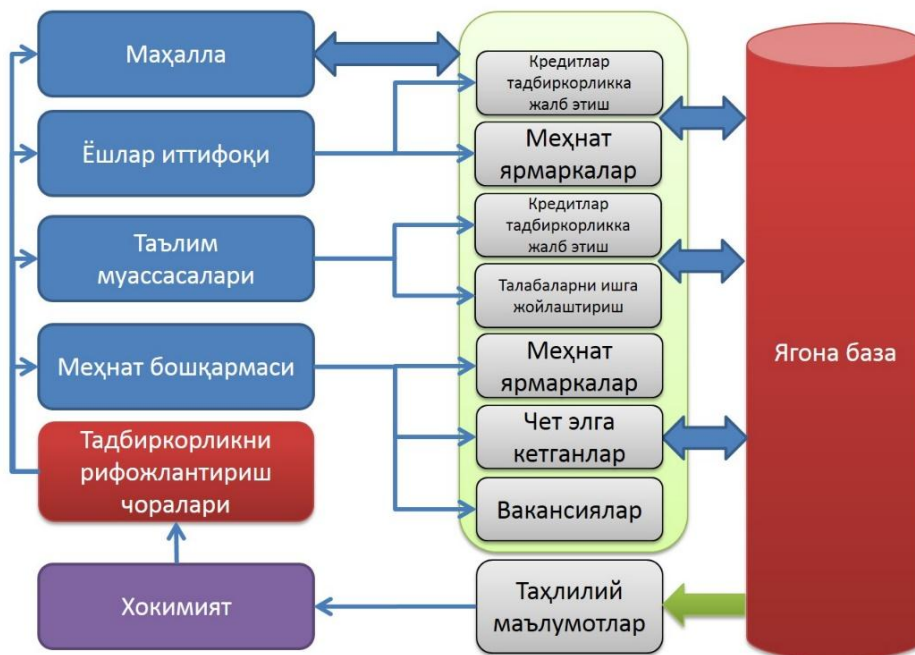 Маҳалла
Ёшлар иттифоқи
Таълим
муассасалари
Меҳнат бошқармаси
Тадбиркорликни
рифожлантириш
чоралари
Хокимият
Кредитлар
тадбиркорликка
жалб этиш
Меҳнат
ярмаркалар
Кредитлар
тадбиркорликка
жалб этиш
Талабаларни ишга
жойлаштириш
Меҳнат
ярмаркалар
Чет элга
кетганлар
Вакансиялар
Таҳлилий
маълумотлар
Ягона база